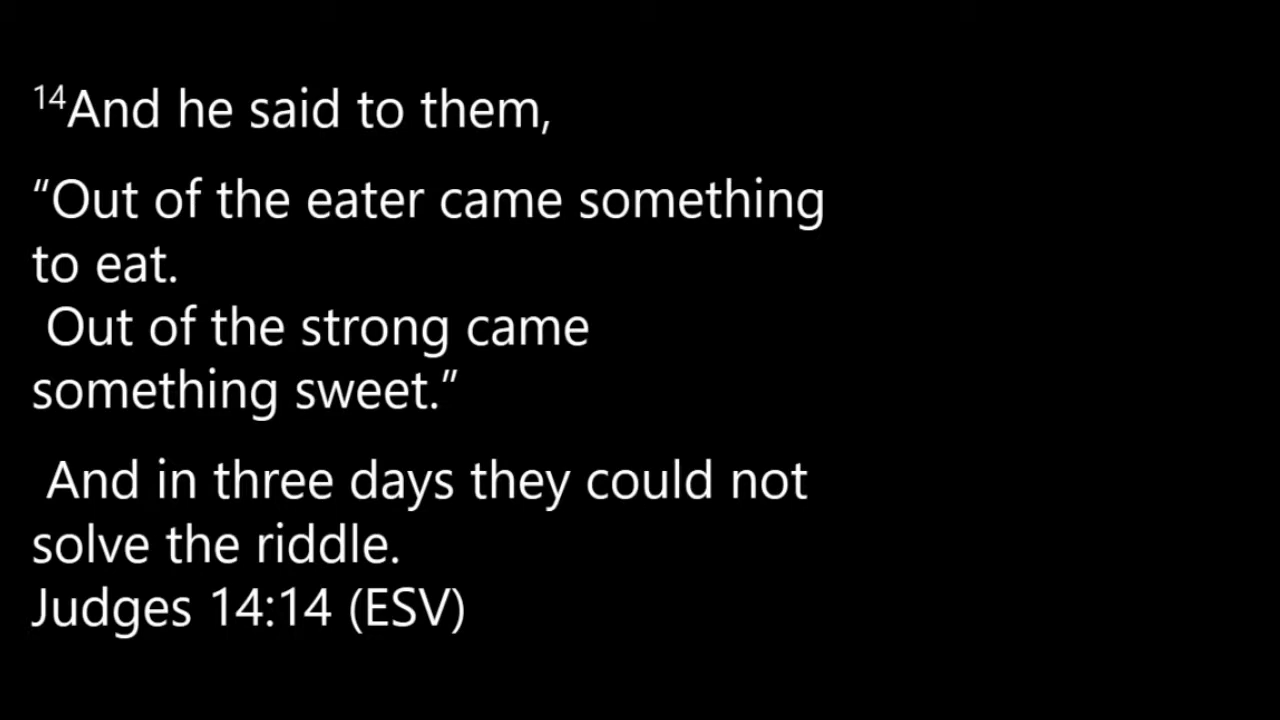 ¹⁴And he said to them,
“Out of the eater came something
to eat.
Out of the strong came
something sweet.”
And in three days they could not
solve the riddle.
Judges 14:14 (ESV)